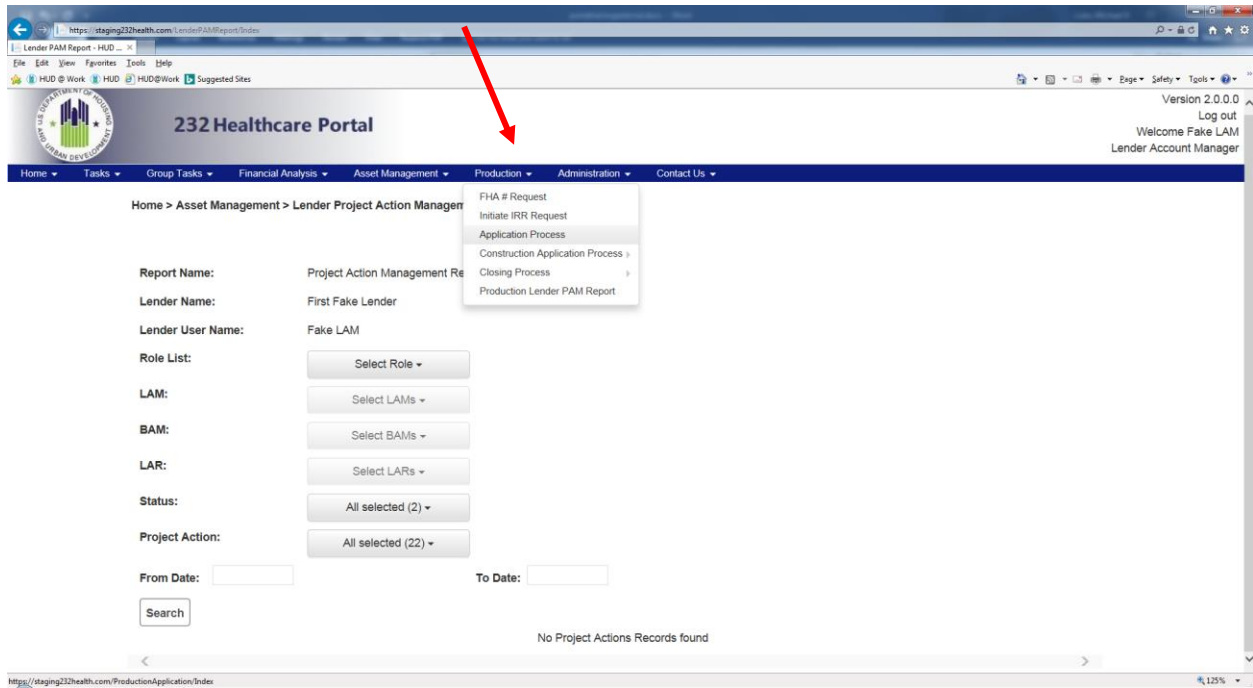 https://staging232health.com/LenderPAMReport/Index
Lender PAM Report - HUD ...
File Edit View Favorites Tools Help
HUD @ Work HUD HUD@Work Suggested Sites Page Safety Tools
U.S. DEPARTMENT OF HOUSING AND URBAN DEVELOPMENT
232 Healthcare Portal
Version 2.0.0.0
Log out
Welcome Fake LAM
Lender Account Manager
Home Tasks Group Tasks Financial Analysis Asset Management Production Administration Contact Us
FHA # Request
Initiate IRR Request
Application Process
Construction Application Process
Closing Process
Production Lender PAM Report
Home > Asset Management > Lender Project Action Managem
Report Name: Project Action Management Re
Lender Name: First Fake Lender
Lender User Name: Fake LAM
Role List: Select Role
LAM: Select LAMs
BAM: Select BAMs
LAR: Select LARs
Status: All selected (2)
Project Action: All selected (22)
From Date: To Date:
Search
No Project Actions Records found
https://staging232health.com/ProductionApplication/Index 125%